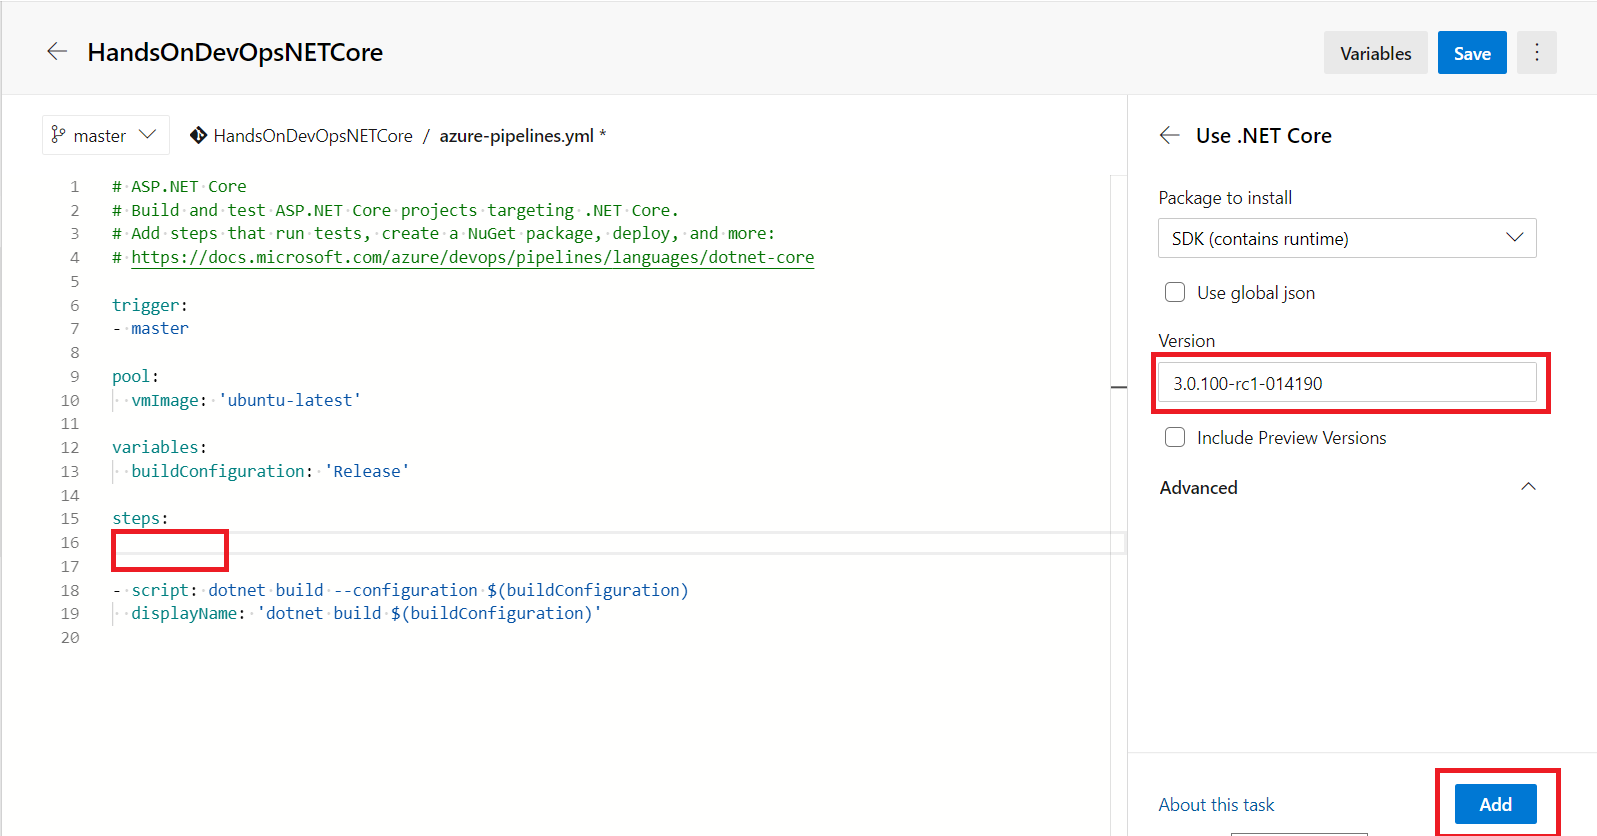 HandsOnDevOpsNETCore
Variables
Save
master
HandsOnDevOpsNETCore / azure-pipelines.yml *
1 # ASP.NET Core
2 # Build and test ASP.NET Core projects targeting .NET Core.
3 # Add steps that run tests, create a NuGet package, deploy, and more:
4 # https://docs.microsoft.com/azure/devops/pipelines/languages/dotnet-core
5
6 trigger:
7 - master
8
9 pool:
10   vmImage: 'ubuntu-latest'
11
12 variables:
13   buildConfiguration: 'Release'
14
15 steps:
16
17
18 - script: dotnet build --configuration $(buildConfiguration)
19   displayName: 'dotnet build $(buildConfiguration)'
20
Use .NET Core
Package to install
SDK (contains runtime)
Use global json
Version
3.0.100-rc1-014190
Include Preview Versions
Advanced
About this task
Add